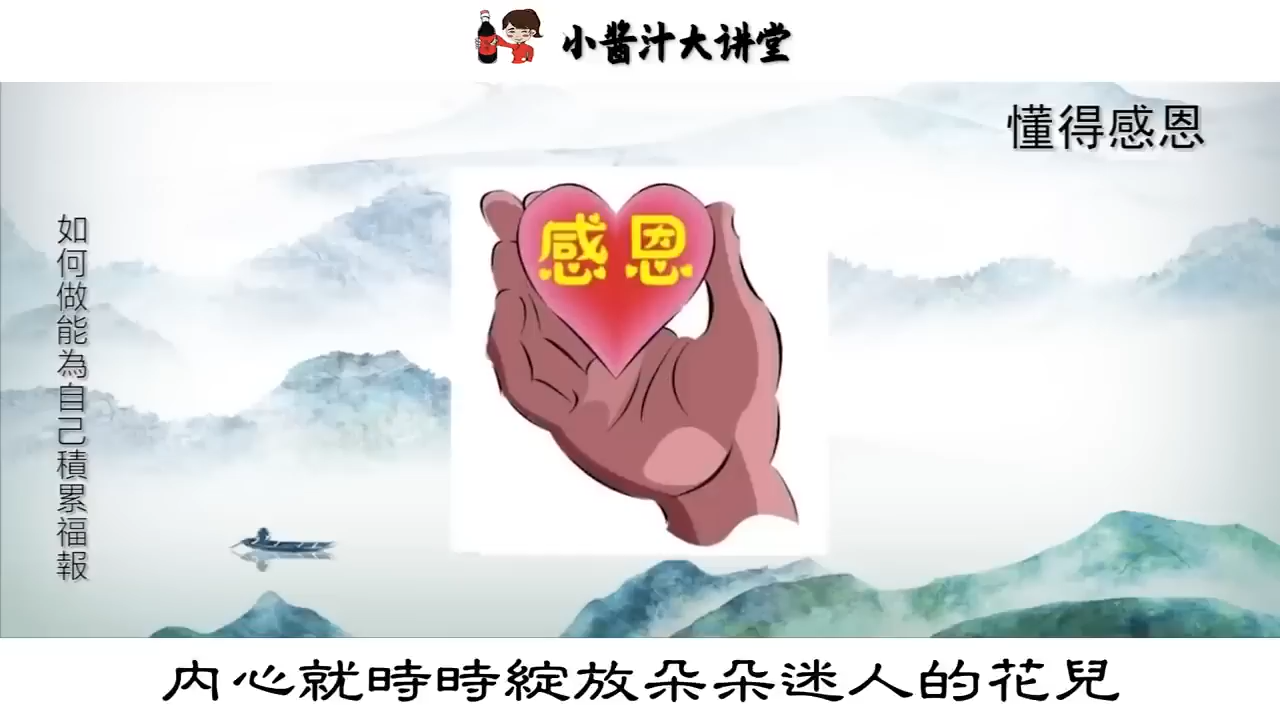 小醬汁大讲堂
懂得感恩
感恩
如何做能為自己積累福報
内心就時時綻放朵朵迷人的花兒